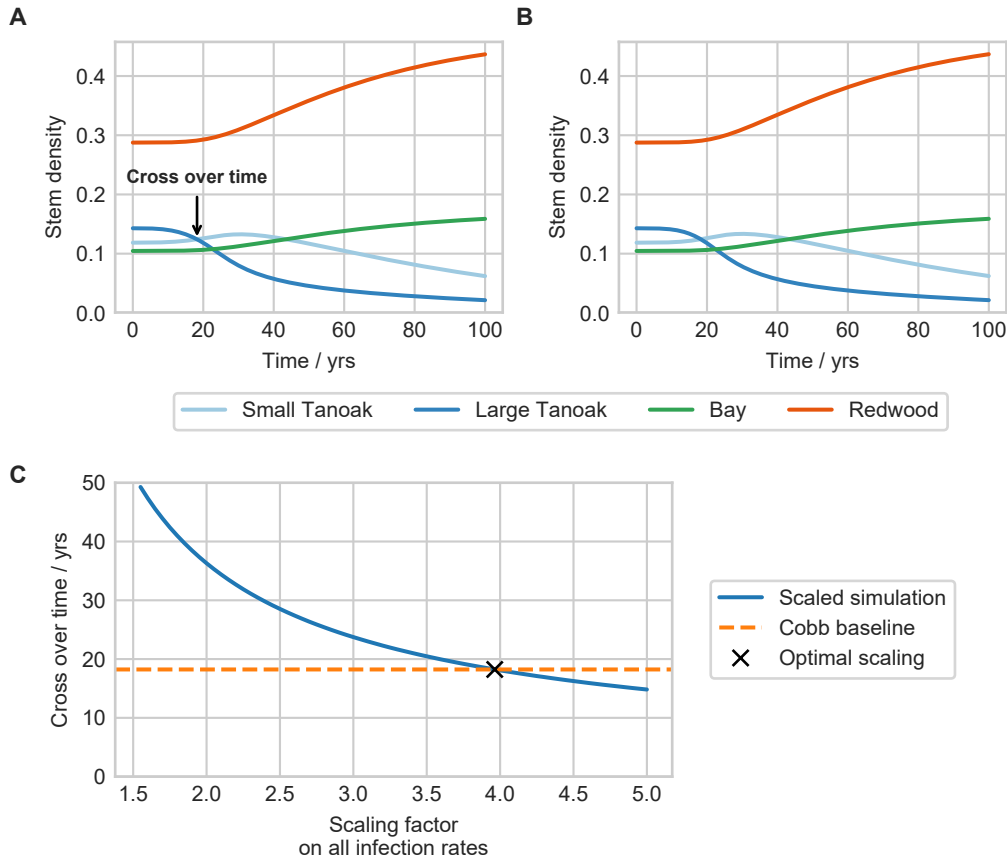 A
B
0.4
0.3
0.2
0.1
0.0
Stem density
Cross over time
0
20
40
60
80
100
Time / yrs
0.4
0.3
0.2
0.1
0.0
Stem density
0
20
40
60
80
100
Time / yrs
Small Tanoak
Large Tanoak
Bay
Redwood
C
50
40
30
20
10
0
Cross over time / yrs
1.5
2.0
2.5
3.0
3.5
4.0
4.5
5.0
Scaling factor
on all infection rates
Scaled simulation
Cobb baseline
Optimal scaling